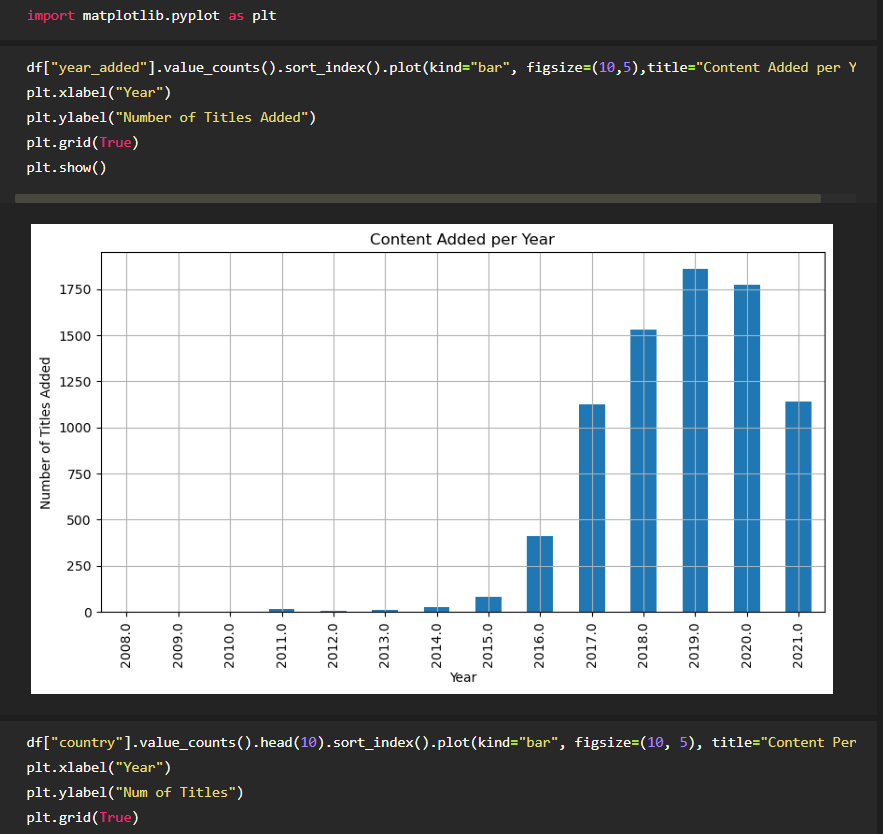 import matplotlib.pyplot as plt
df["year_added"].value_counts().sort_index().plot(kind="bar", figsize=(10,5),title="Content Added per Y
plt.xlabel("Year")
plt.ylabel("Number of Titles Added")
plt.grid(True)
plt.show()
Content Added per Year
Number of Titles Added
1750
1500
1250
1000
750
500
250
0
2008.0
2009.0
2010.0
2011.0
2012.0
2013.0
2014.0
2015.0
2016.0
2017.0
2018.0
2019.0
2020.0
2021.0
Year
df["country"].value_counts().head(10).sort_index().plot(kind="bar", figsize=(10, 5), title="Content Per
plt.xlabel("Year")
plt.ylabel("Num of Titles")
plt.grid(True)